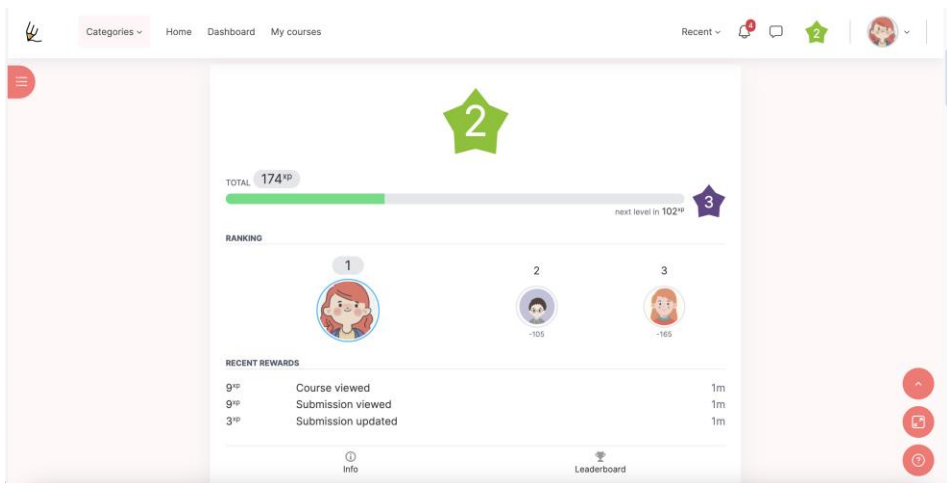 Categories Home Dashboard My courses Recent 4 2
2
TOTAL 174xp
3
next level in 102xp
RANKING
1 2 3
-105 -165
RECENT REWARDS
9xp Course viewed 1m
9xp Submission viewed 1m
3xp Submission updated 1m
Info Leaderboard